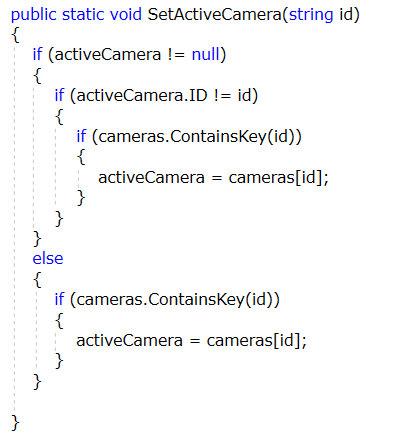 public static void SetActiveCamera(string id)
{
if (activeCamera != null)
{
if (activeCamera.ID != id)
{
if (cameras.ContainsKey(id))
{
activeCamera = cameras[id];
}
}
}
else
{
if (cameras.ContainsKey(id))
{
activeCamera = cameras[id];
}
}
}